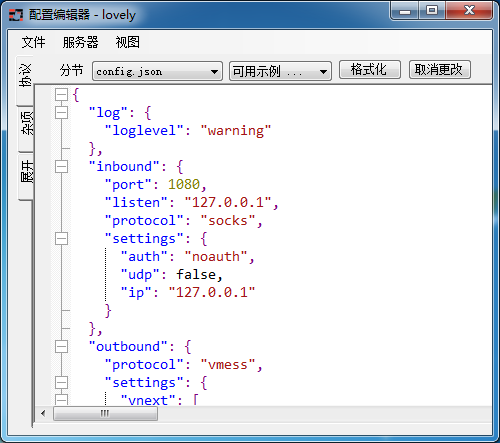 配置编辑器 - lovely
文件 服务器 视图
分节 config.json 可用示例 ... 格式化 取消更改
协议
杂项
展开
{
"log": {
"loglevel": "warning"
},
"inbound": {
"port": 1080,
"listen": "127.0.0.1",
"protocol": "socks",
"settings": {
"auth": "noauth",
"udp": false,
"ip": "127.0.0.1"
}
},
"outbound": {
"protocol": "vmess",
"settings": {
"vnext": [